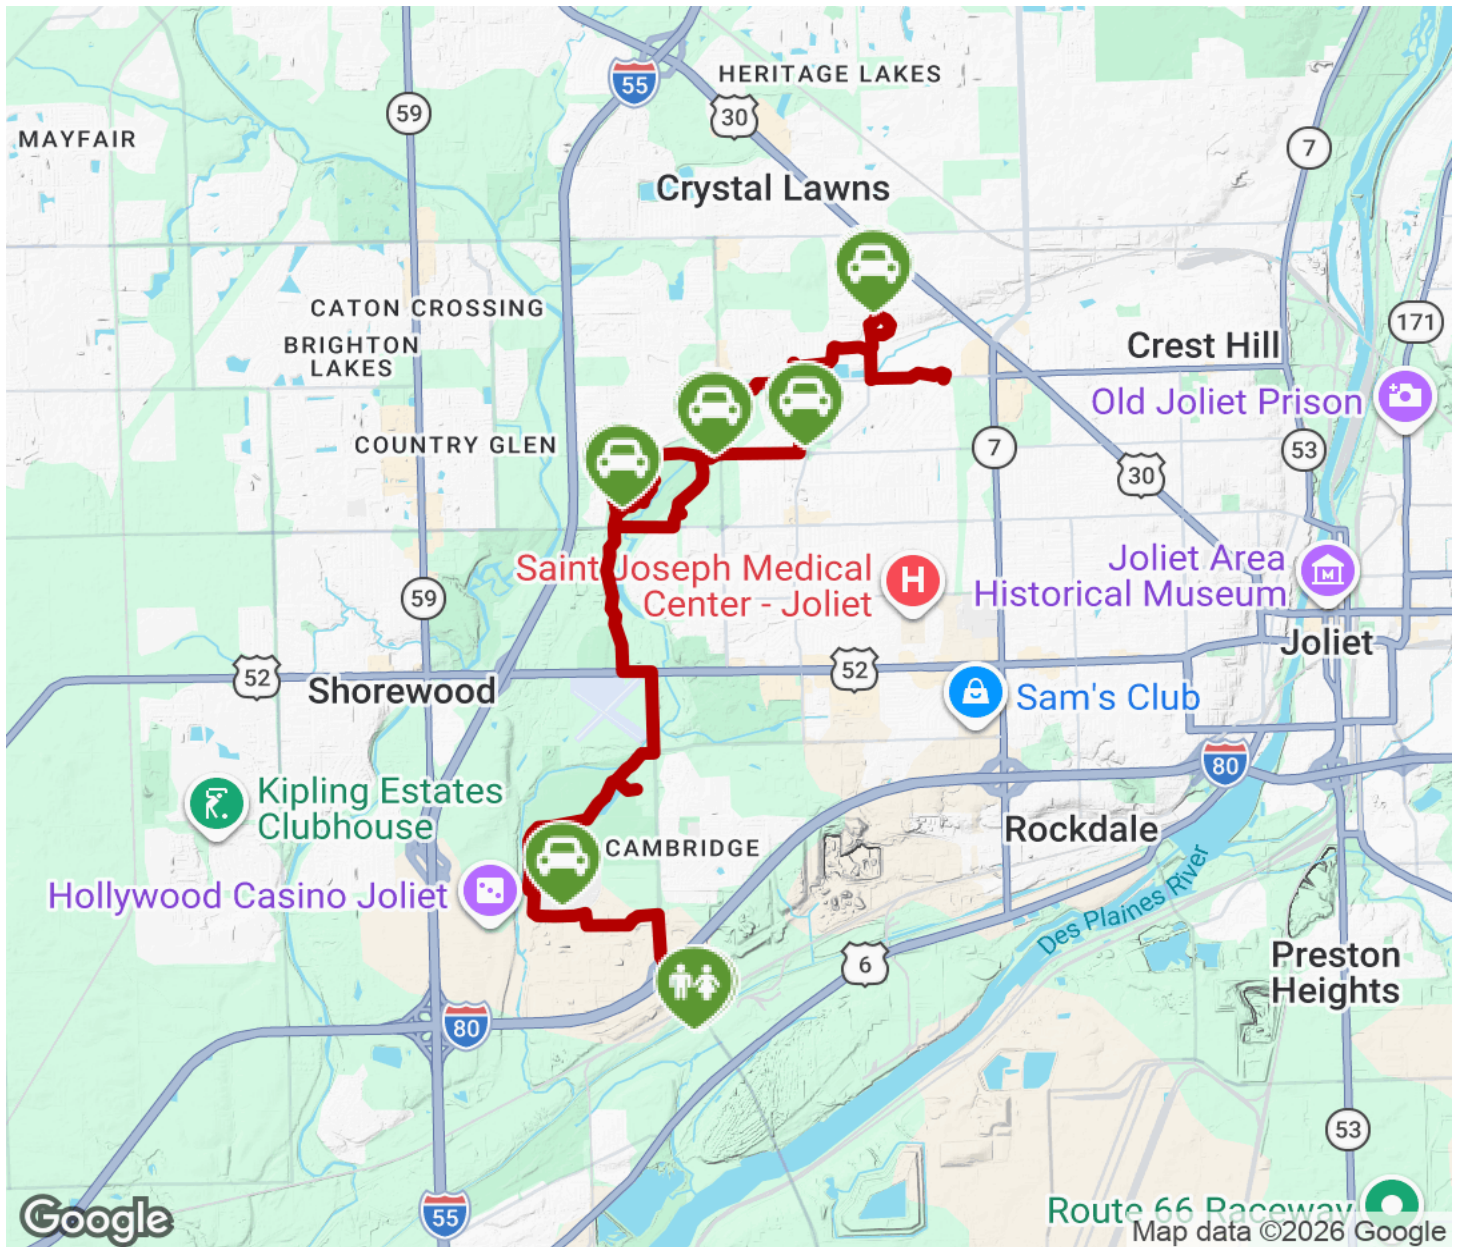 55
HERITAGE LAKES
59
30
MAYFAIR
7
Crystal Lawns
CATON CROSSING
171
BRIGHTON
LAKES
Crest Hill
Old Joliet Prison
COUNTRY GLEN
7
53
30
Saint Joseph Medical
Center - Joliet
H
Joliet Area
Historical Museum
M
59
Joliet
52
52
Shorewood
Sam's Club
80
Kipling Estates
Clubhouse
Rockdale
CAMBRIDGE
Hollywood Casino Joliet
Des Plaines River
6
Preston
Heights
80
53
55
Route 66 Raceway
Google
Map data ©2026 Google